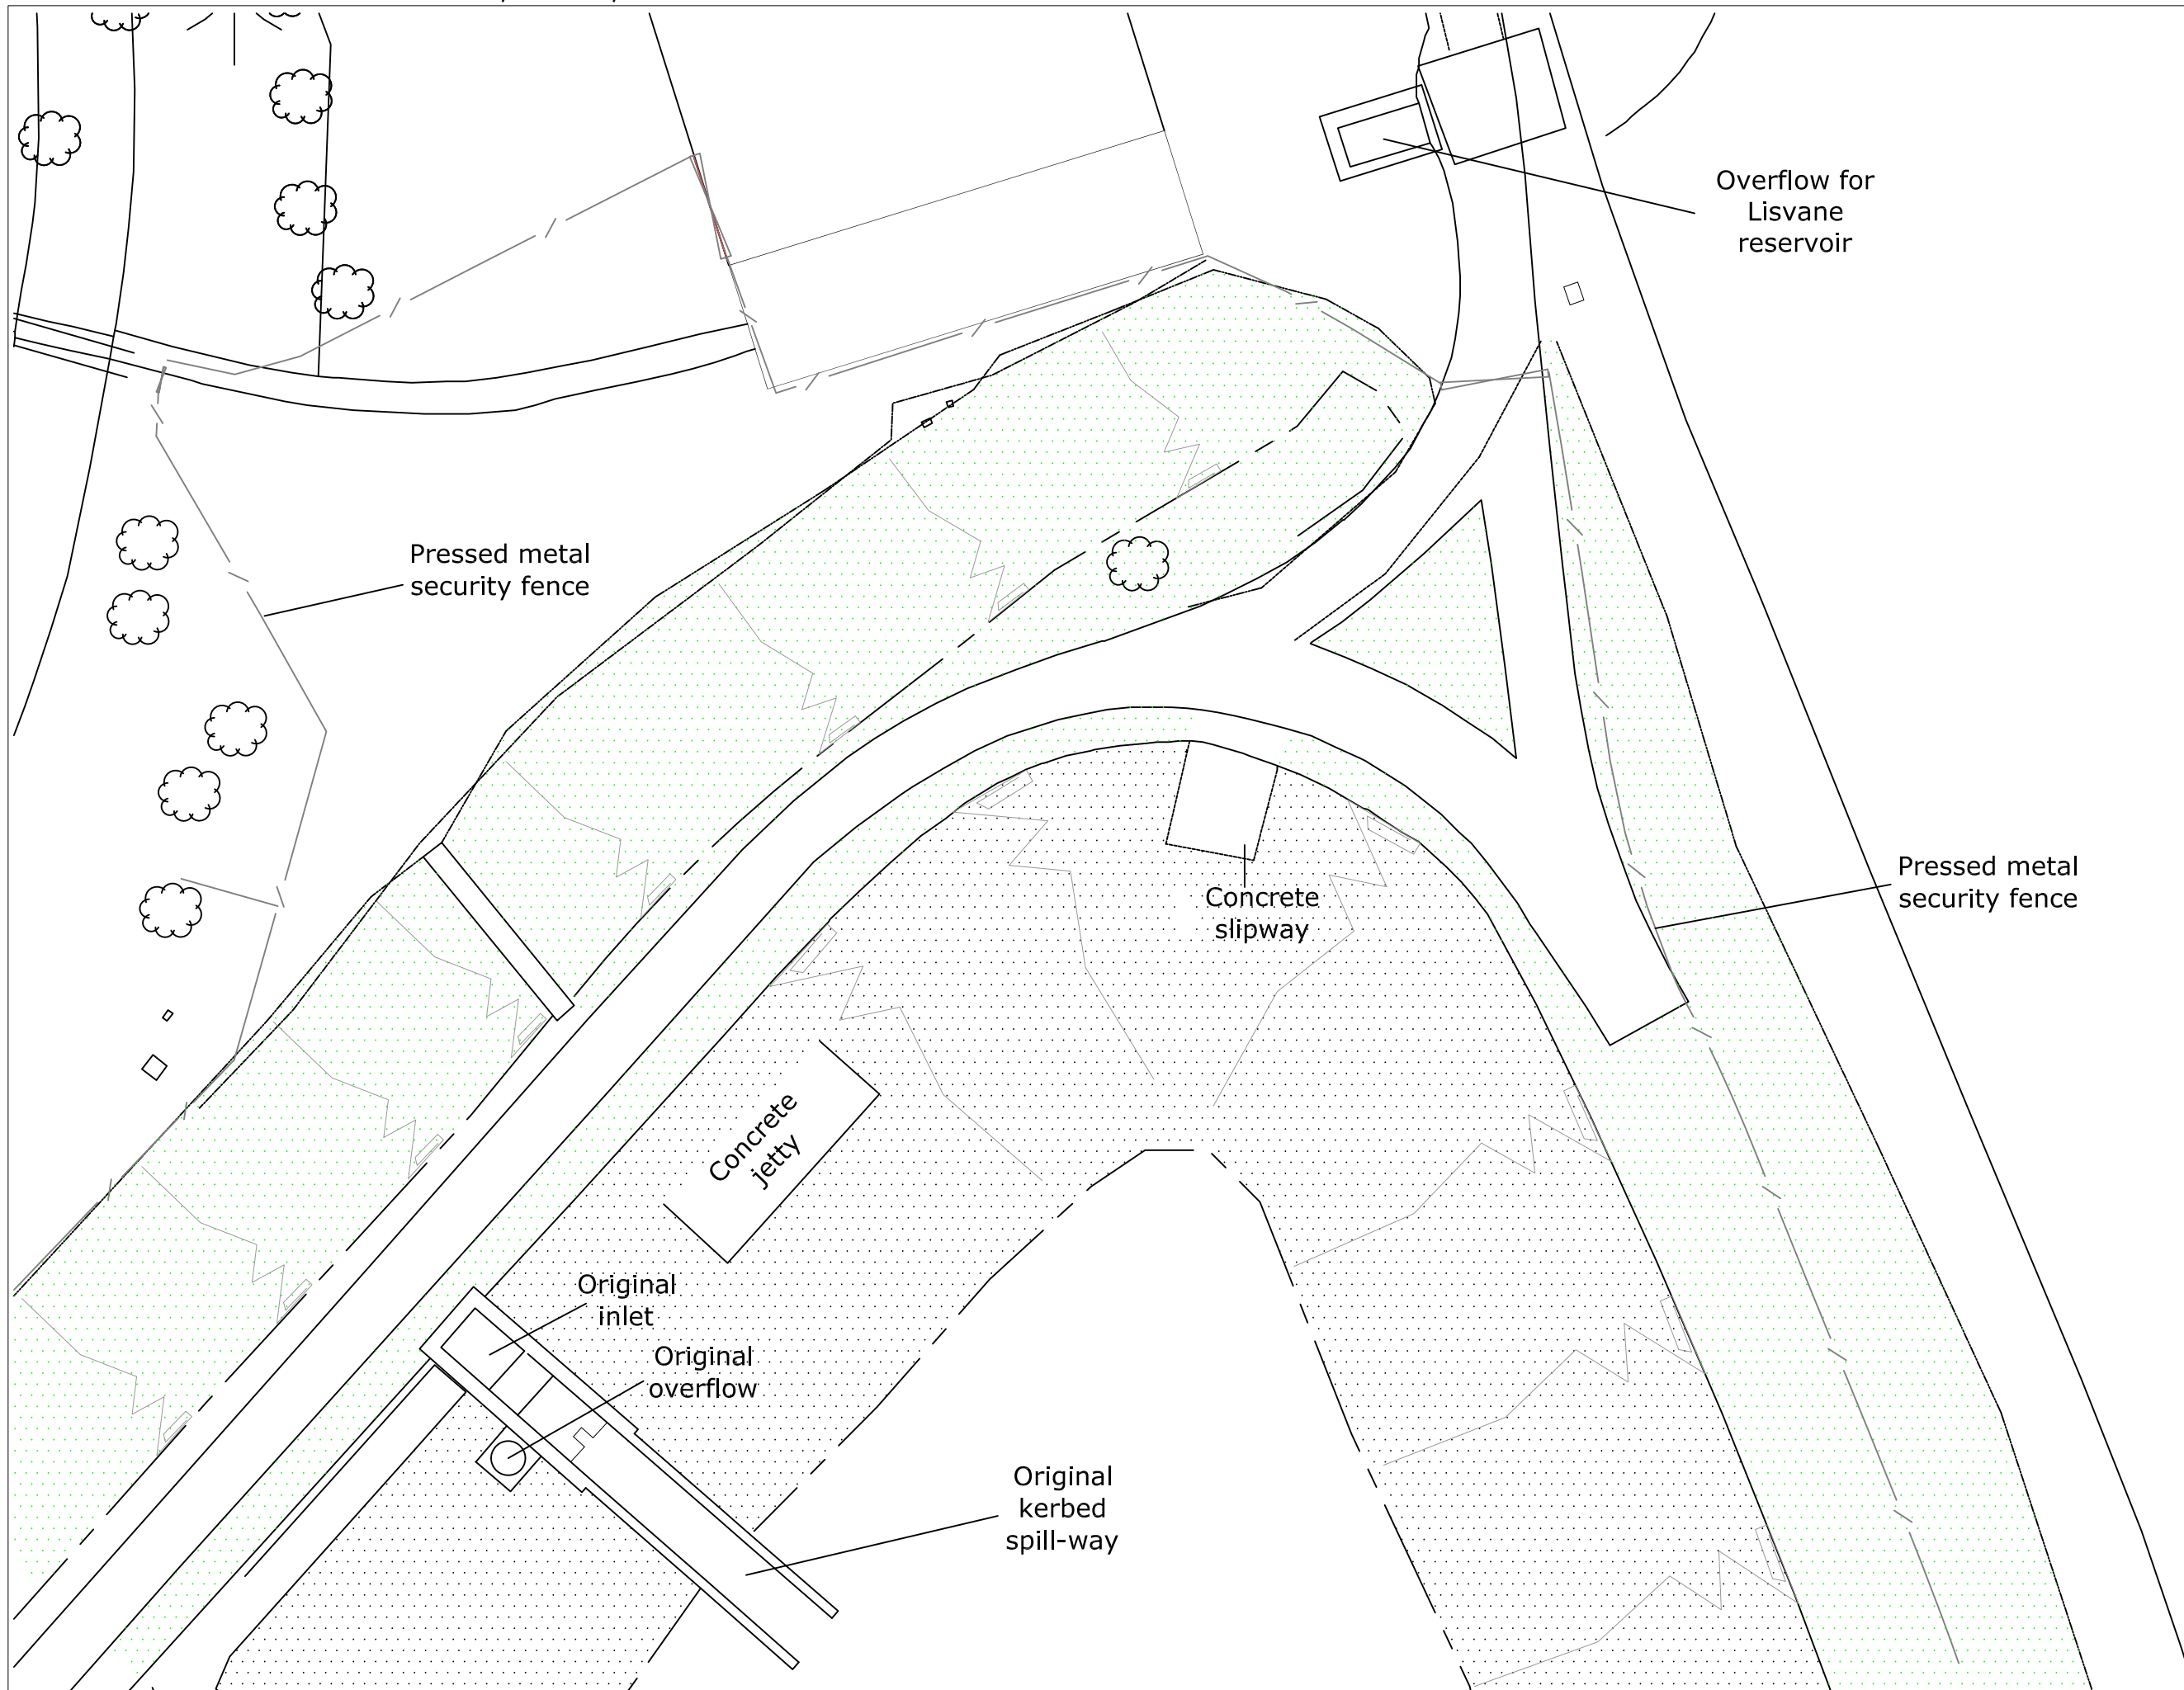 Overflow for
Lisvane
reservoir
Pressed metal
security fence
Pressed metal
security fence
Concrete
slipway
Concrete
jetty
Original
inlet
Original
overflow
Original
kerbed
spill-way